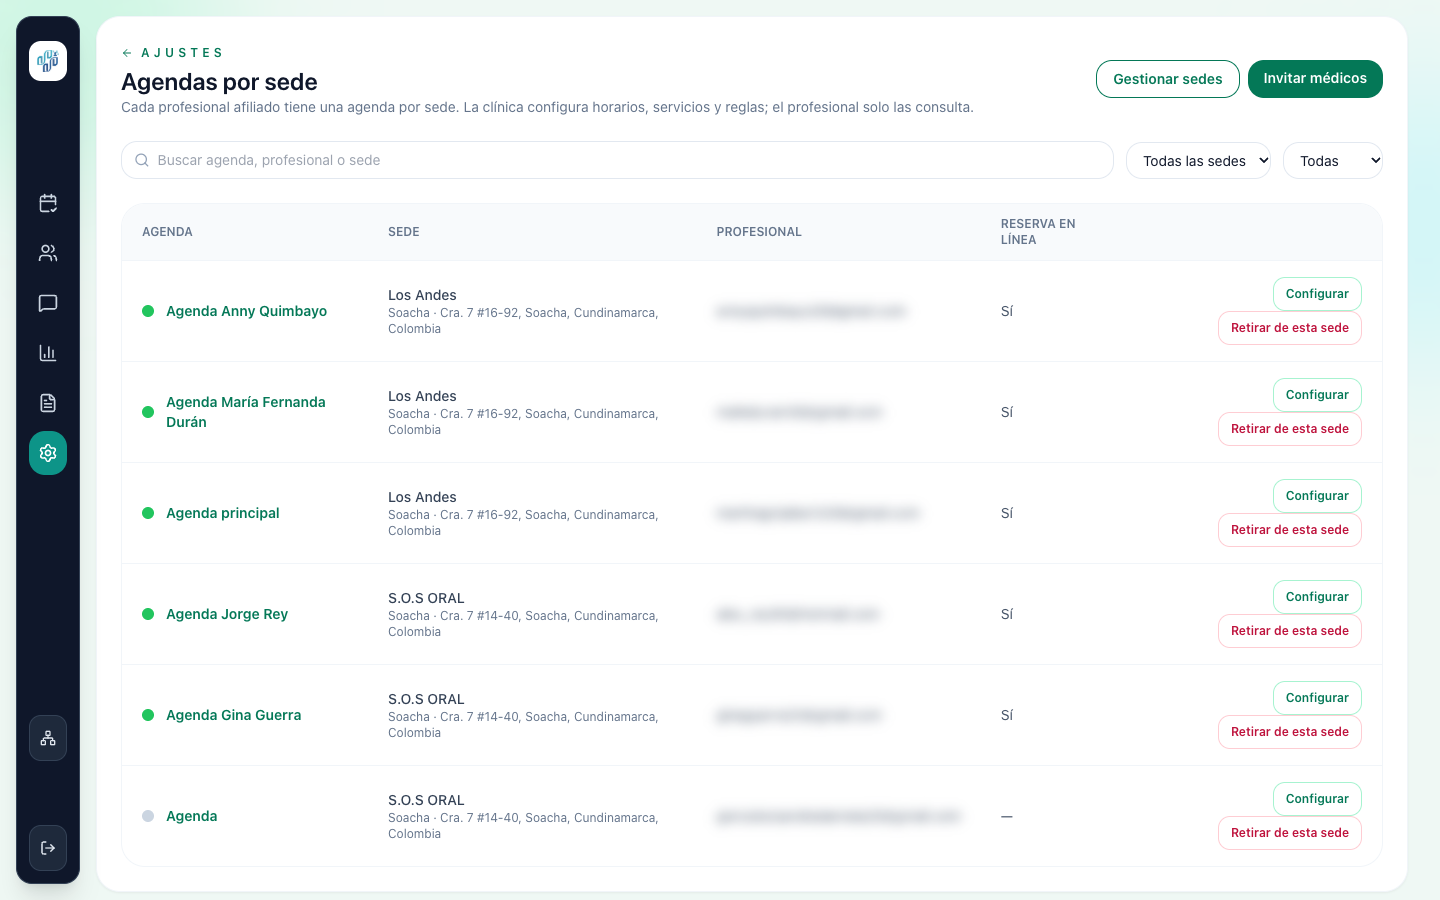 ← AJUSTES
Agendas por sede
Cada profesional afiliado tiene una agenda por sede. La clínica configura horarios, servicios y reglas; el profesional solo las consulta.
Gestionar sedes
Invitar médicos
Buscar agenda, profesional o sede
Todas las sedes
Todas
AGENDA
SEDE
PROFESIONAL
RESERVA EN
LÍNEA
Agenda Anny Quimbayo
Los Andes
Soacha · Cra. 7 #16-92, Soacha, Cundinamarca,
Colombia
Sí
Configurar
Retirar de esta sede
Agenda María Fernanda
Durán
Los Andes
Soacha · Cra. 7 #16-92, Soacha, Cundinamarca,
Colombia
Sí
Configurar
Retirar de esta sede
Agenda principal
Los Andes
Soacha · Cra. 7 #16-92, Soacha, Cundinamarca,
Colombia
Sí
Configurar
Retirar de esta sede
Agenda Jorge Rey
S.O.S ORAL
Soacha · Cra. 7 #14-40, Soacha, Cundinamarca,
Colombia
Sí
Configurar
Retirar de esta sede
Agenda Gina Guerra
S.O.S ORAL
Soacha · Cra. 7 #14-40, Soacha, Cundinamarca,
Colombia
Sí
Configurar
Retirar de esta sede
Agenda
S.O.S ORAL
Soacha · Cra. 7 #14-40, Soacha, Cundinamarca,
Colombia
—
Configurar
Retirar de esta sede